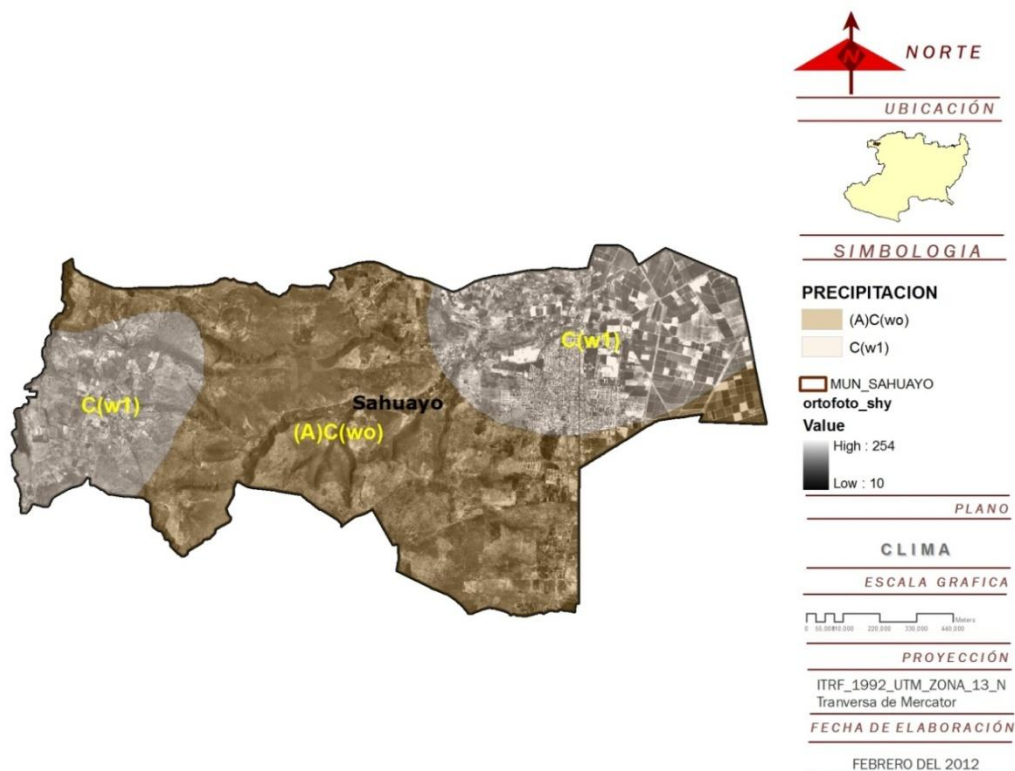 N
NORTE
UBICACIÓN
SIMBOLOGIA
PRECIPITACION
(A)C(wo)
C(w1)
MUN_SAHUAYO
ortofoto_shy
Value
High : 254
Low : 10
PLANO
CLIMA
ESCALA GRAFICA
Meters
0 220.000 330.000 440.000
PROYECCIÓN
ITRF_1992_UTM_ZONA_13_N
Tranversa de Mercator
FECHA DE ELABORACIÓN
FEBRERO DEL 2012
C(w1)
C(w1)
Sahuayo
(A)C(wo)